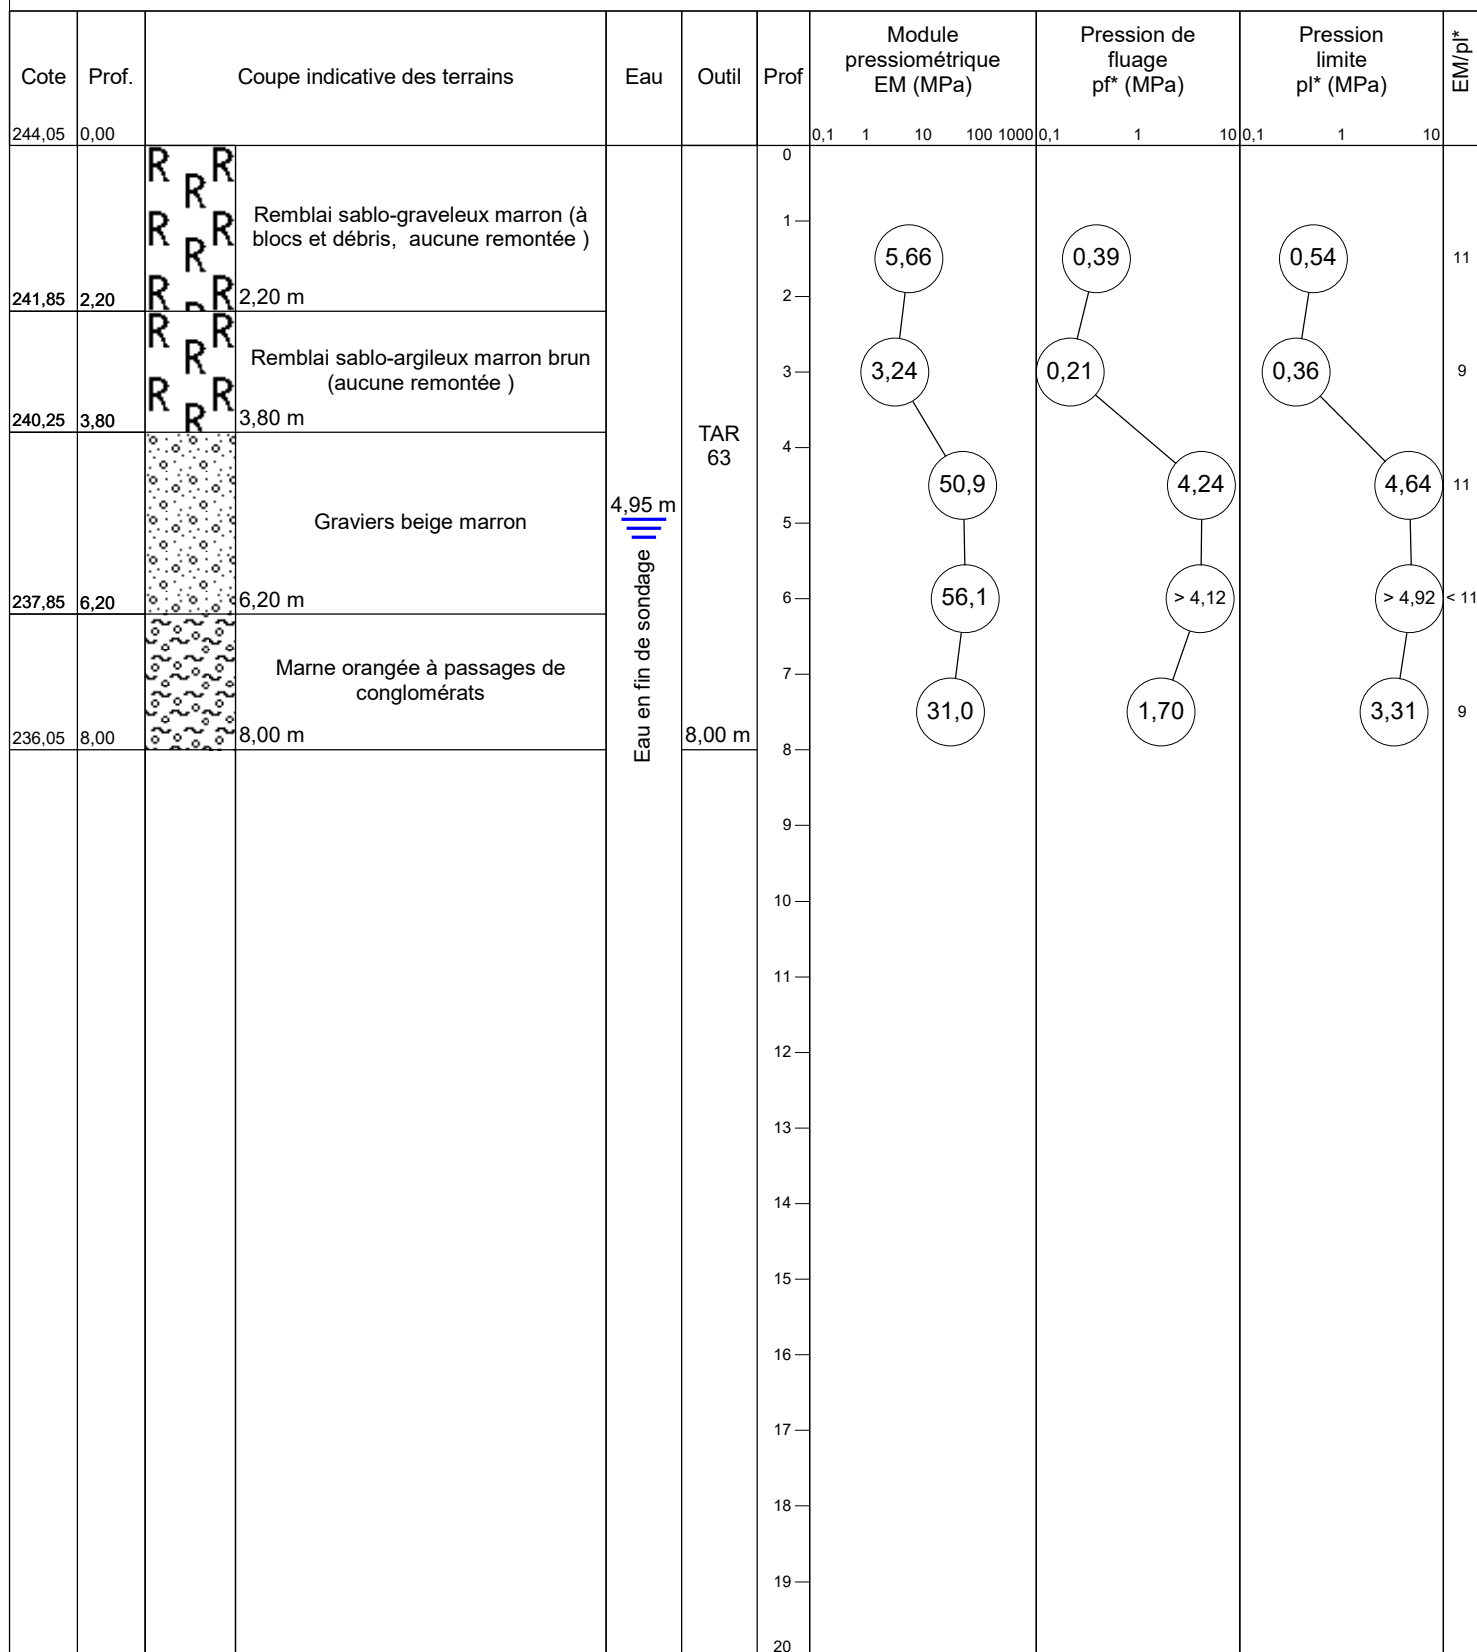 Cote
Prof.
Coupe indicative des terrains
Eau
Outil
Prof
Module
pressiométrique
EM (MPa)
Pression de
fluage
pf* (MPa)
Pression
limite
pl* (MPa)
EM/pl*
244,05 0,00
0,1 1 10 100 1000
0,1 1 10
0,1 1 10
R R
R
R R
R
R R
R
Remblai sablo-graveleux marron (à
blocs et débris,  aucune remontée )
241,85 2,20
2,20 m
R R
R
R R
R
Remblai sablo-argileux marron brun
(aucune remontée )
240,25 3,80
3,80 m
Graviers beige marron
237,85 6,20
6,20 m
Marne orangée à passages de
conglomérats
236,05 8,00
8,00 m
4,95 m
Eau en fin de sondage
TAR
63
8,00 m
0
1
5,66 0,39 0,54 11
2
3 3,24 0,21 0,36 9
4
50,9 4,24 4,64 11
5
6 56,1 > 4,12 > 4,92 < 11
7
31,0 1,70 3,31 9
8
9
10
11
12
13
14
15
16
17
18
19
20